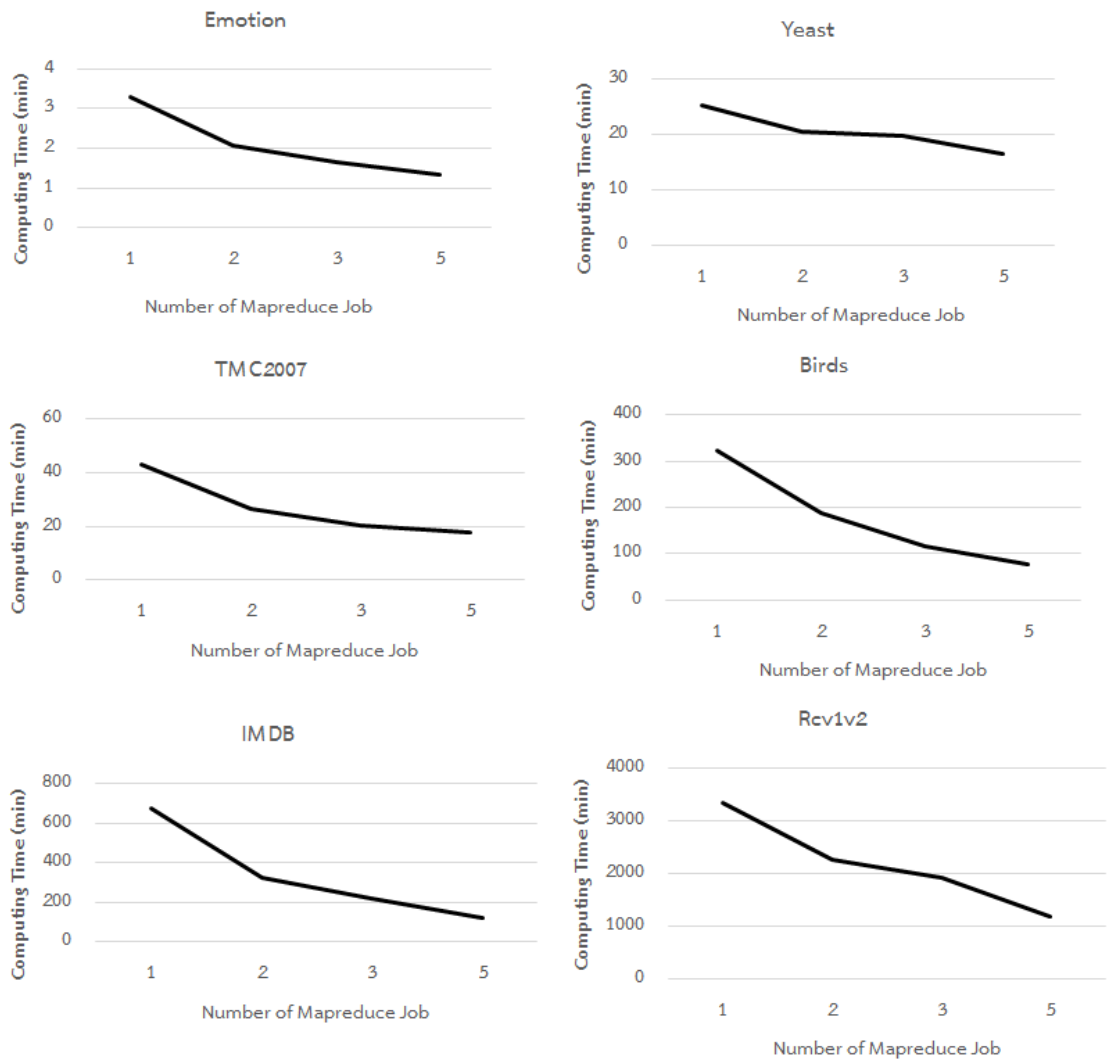 Emotion
Computing Time (min)
4
3
2
1
0
1 2 3 5
Number of Mapreduce Job
Yeast
Computing Time (min)
30
20
10
0
1 2 3 5
Number of Mapreduce Job
TMC2007
Computing Time (min)
60
40
20
0
1 2 3 5
Number of Mapreduce Job
Birds
Computing Time (min)
400
300
200
100
0
1 2 3 5
Number of Mapreduce Job
IMDB
Computing Time (min)
800
600
400
200
0
1 2 3 5
Number of Mapreduce Job
Rcv1v2
Computing Time (min)
4000
3000
2000
1000
0
1 2 3 5
Number of Mapreduce Job